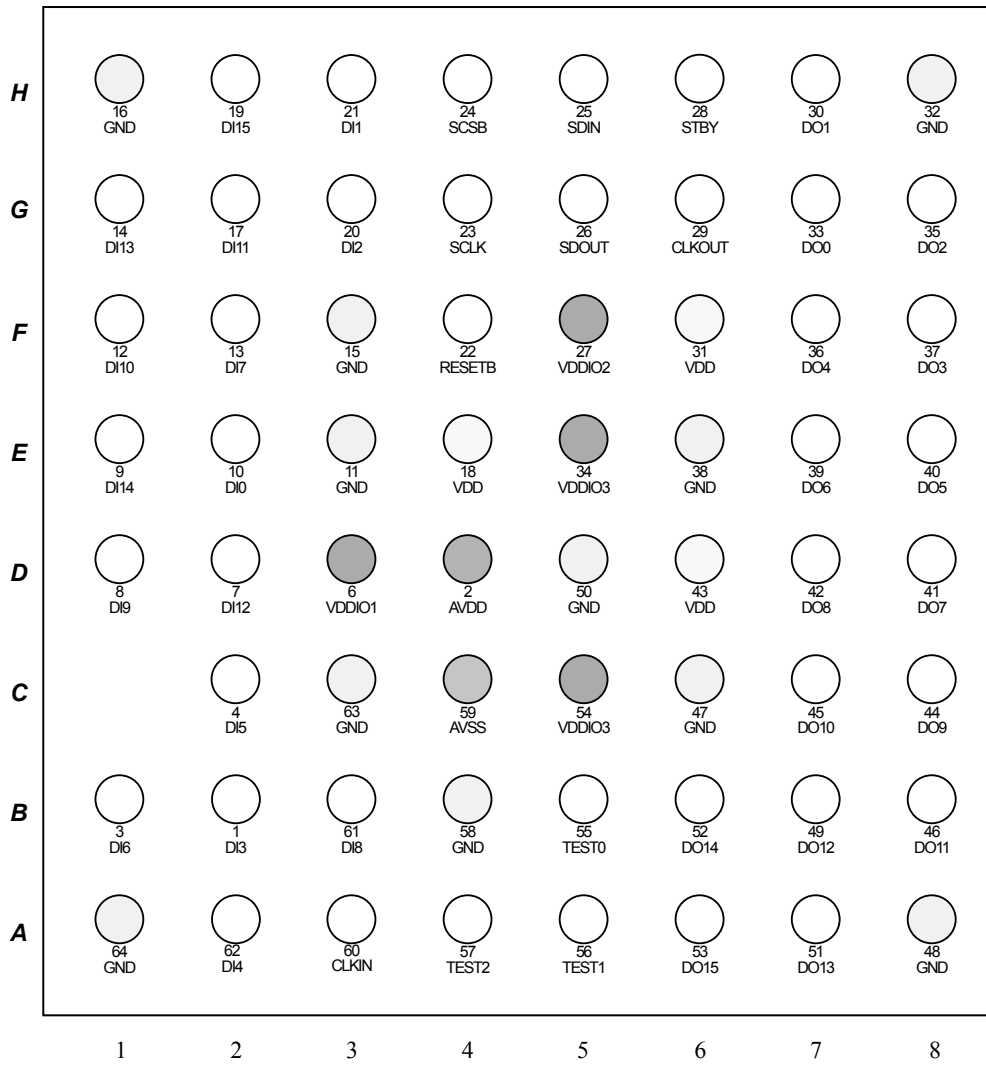 H
16 19 21 24 25 28 30 32
GND DI15 DI1 SCSB SDIN STBY DO1 GND
G
14 17 20 23 26 29 33 35
DI13 DI11 DI2 SCLK SDOUT CLKOUT DO0 DO2
F
12 13 15 22 27 31 36 37
DI10 DI7 GND RESETB VDDIO2 VDD DO4 DO3
E
9 10 11 18 34 38 39 40
DI14 DI0 GND VDD VDDIO3 GND DO6 DO5
D
8 7 6 2 50 43 42 41
DI9 DI12 VDDIO1 AVDD GND VDD DO8 DO7
C
4 63 59 54 47 45 44
DI5 GND AVSS VDDIO3 GND DO10 DO9
B
3 1 61 58 55 52 49 46
DI6 DI3 DI8 GND TEST0 DO14 DO12 DO11
A
64 62 60 57 56 53 51 48
GND DI4 CLKIN TEST2 TEST1 DO15 DO13 GND
1 2 3 4 5 6 7 8